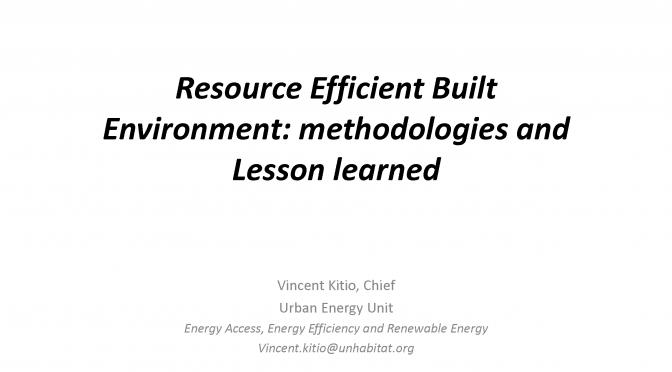 Resource Efficient Built
Environment: methodologies and
Lesson learned
Vincent Kitio, Chief
Urban Energy Unit
Energy Access, Energy Efficiency and Renewable Energy
Vincent.kitio@unhabitat.org